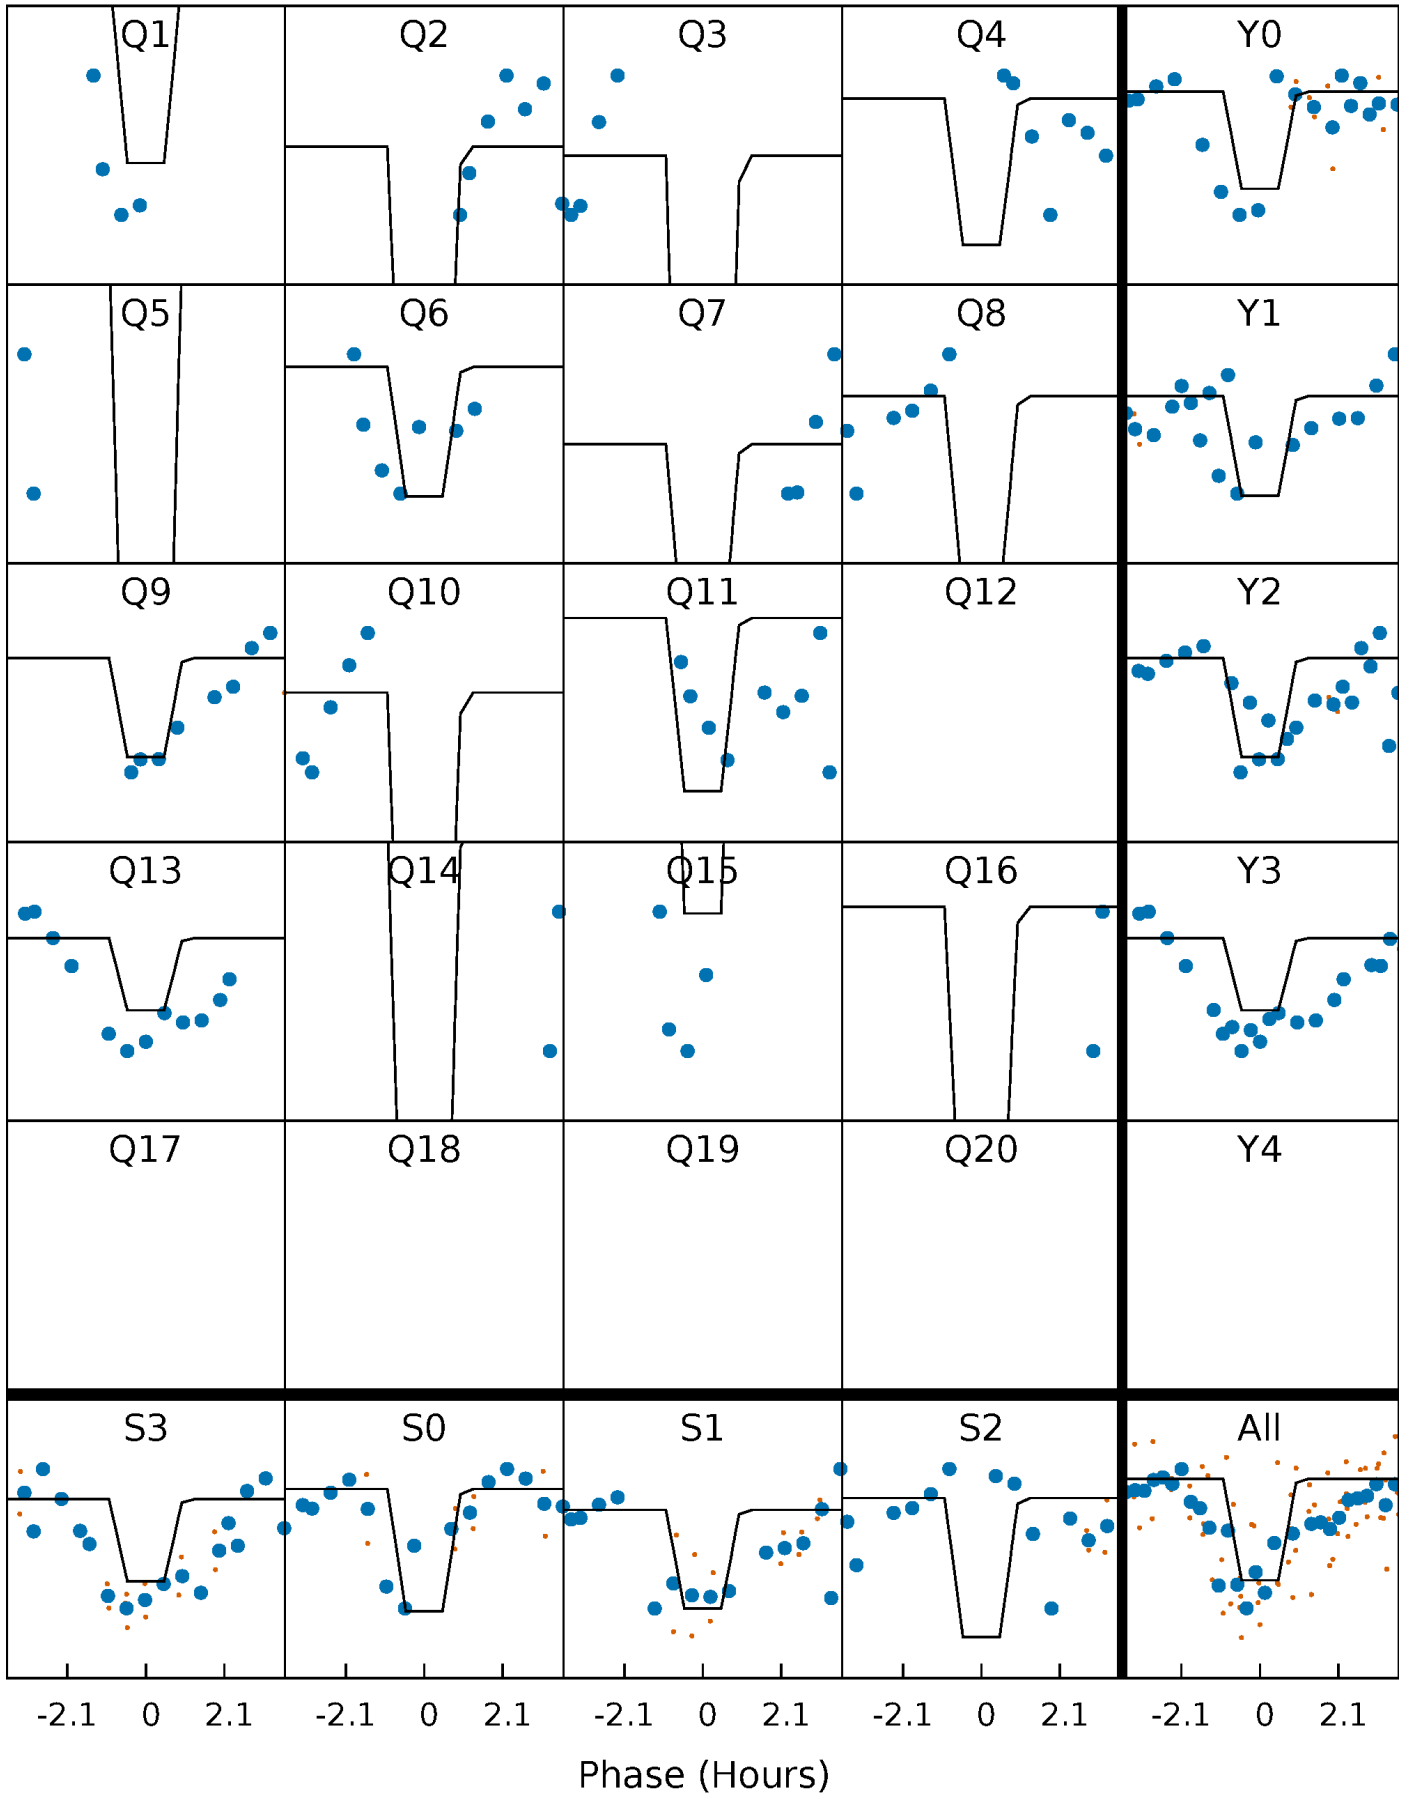 Q1 Q2 Q3 Q4 Y0
Q5 Q6 Q7 Q8 Y1
Q9 Q10 Q11 Q12 Y2
Q13 Q14 Q15 Q16 Y3
Q17 Q18 Q19 Q20 Y4
S3 S0 S1 S2 All
-2.1 0 2.1 -2.1 0 2.1 -2.1 0 2.1 -2.1 0 2.1 -2.1 0 2.1
Phase (Hours)